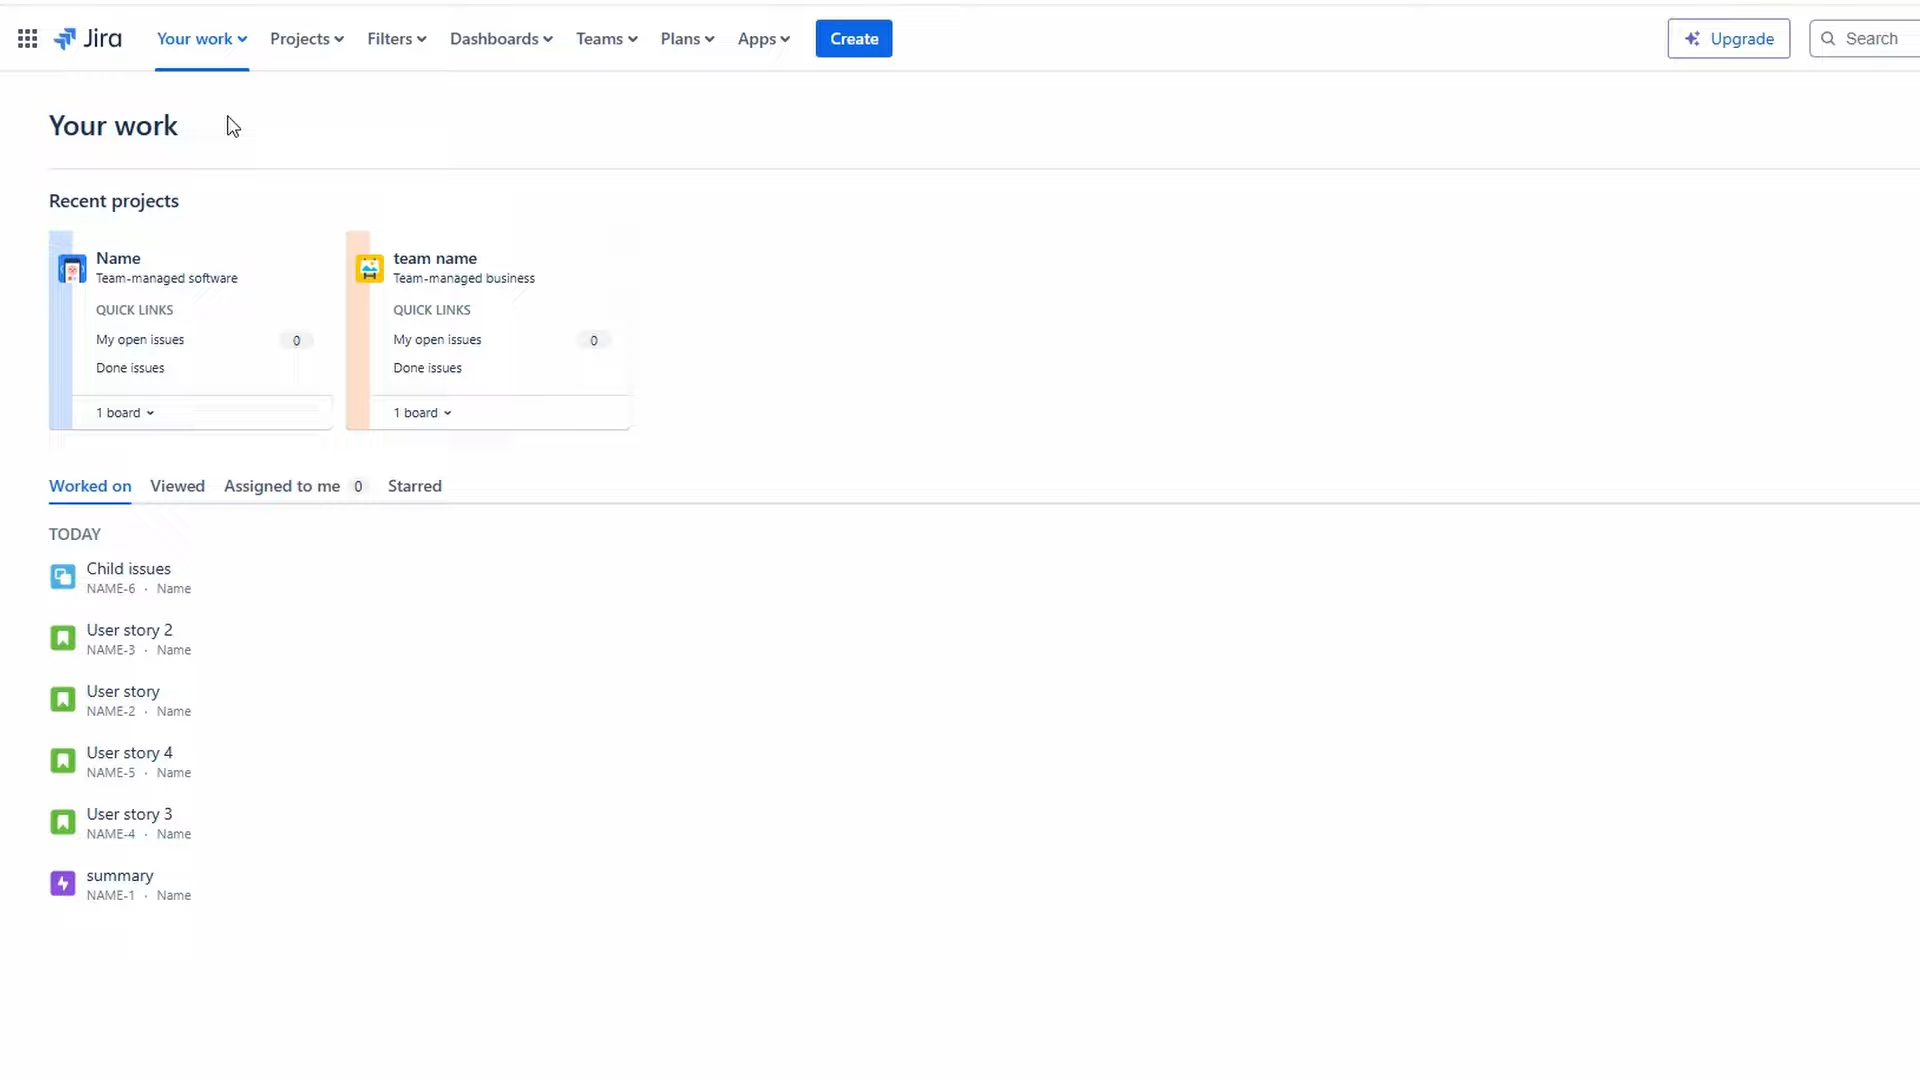 Jira Your work Projects Filters Dashboards Teams Plans Apps Create Upgrade Search
Your work
Recent projects
Name
Team-managed software
QUICK LINKS
My open issues 0
Done issues
1 board
team name
Team-managed business
QUICK LINKS
My open issues 0
Done issues
1 board
Worked on Viewed Assigned to me 0 Starred
TODAY
Child issues
NAME-6 · Name
User story 2
NAME-3 · Name
User story
NAME-2 · Name
User story 4
NAME-5 · Name
User story 3
NAME-4 · Name
summary
NAME-1 · Name